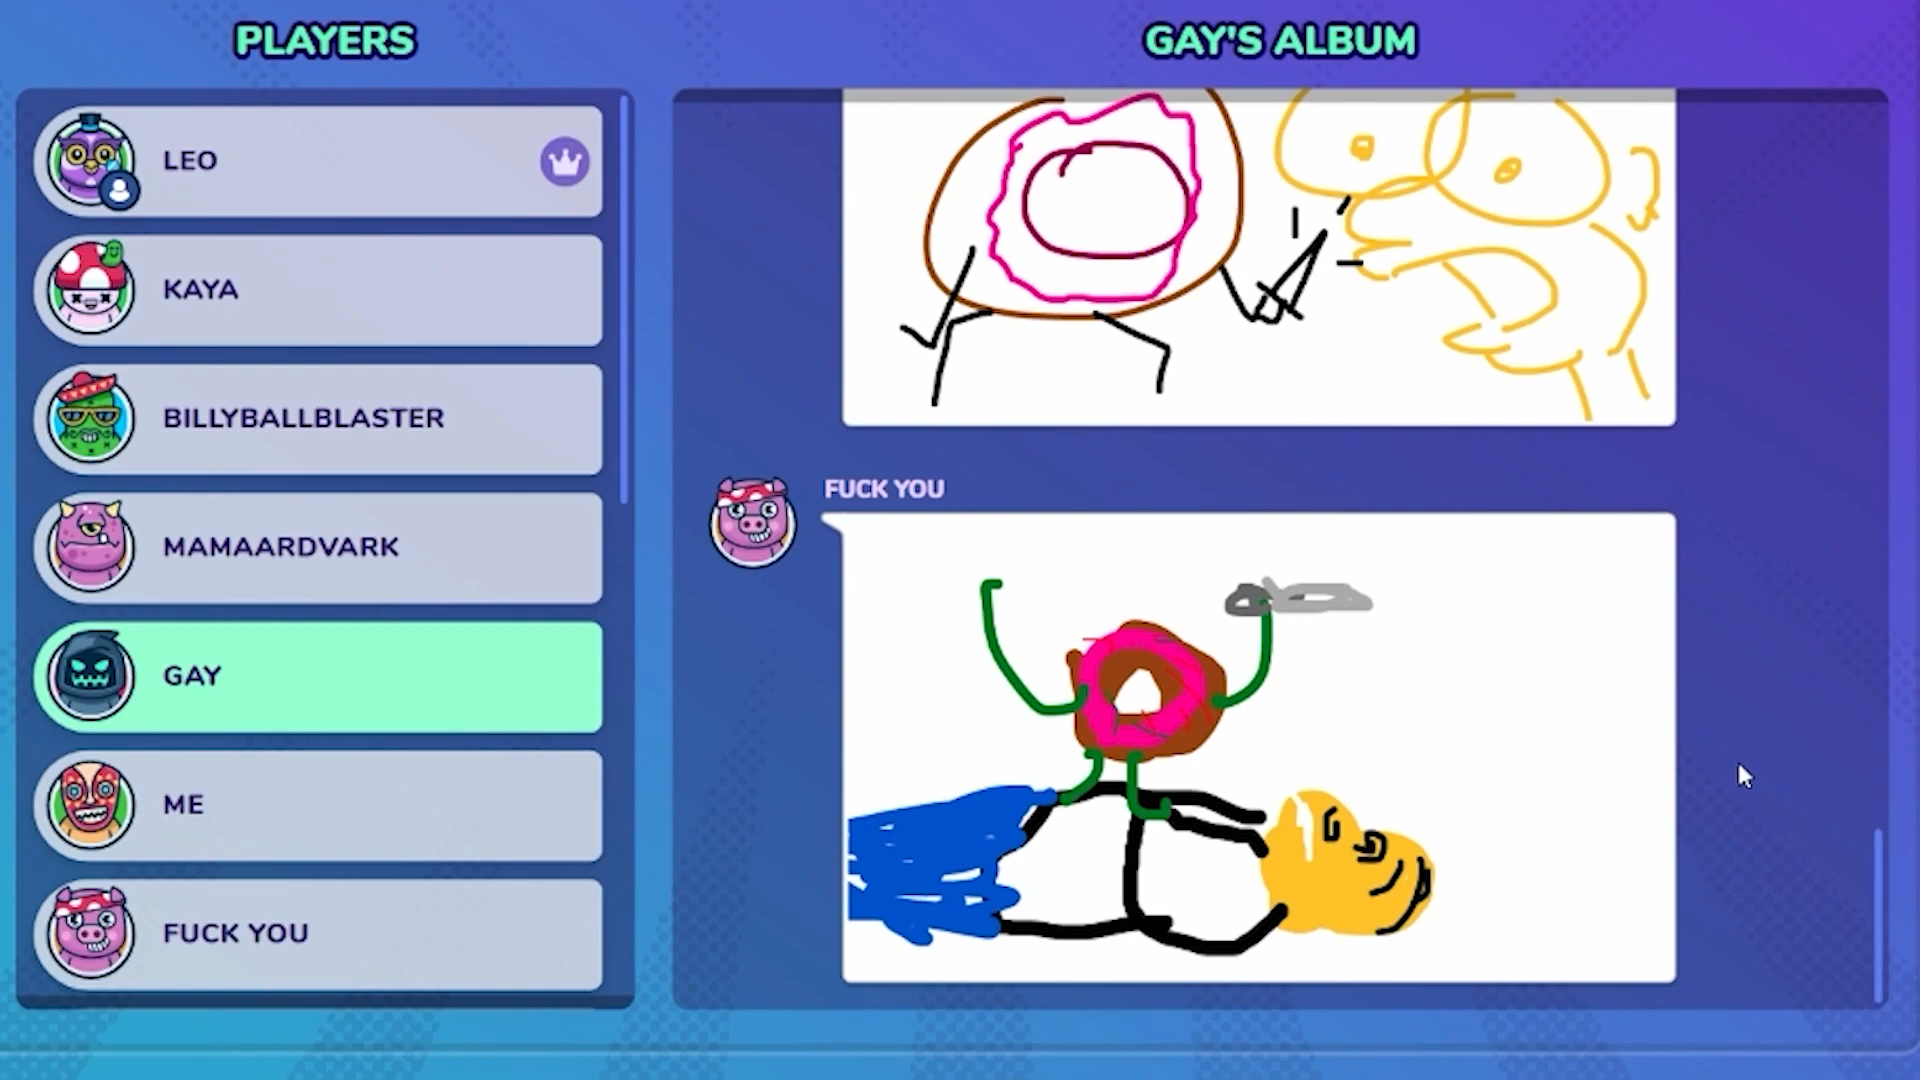 PLAYERS
LEO
KAYA
BILLYBALLBLASTER
MAMAARDVARK
GAY
ME
FUCK YOU
GAY'S ALBUM
FUCK YOU